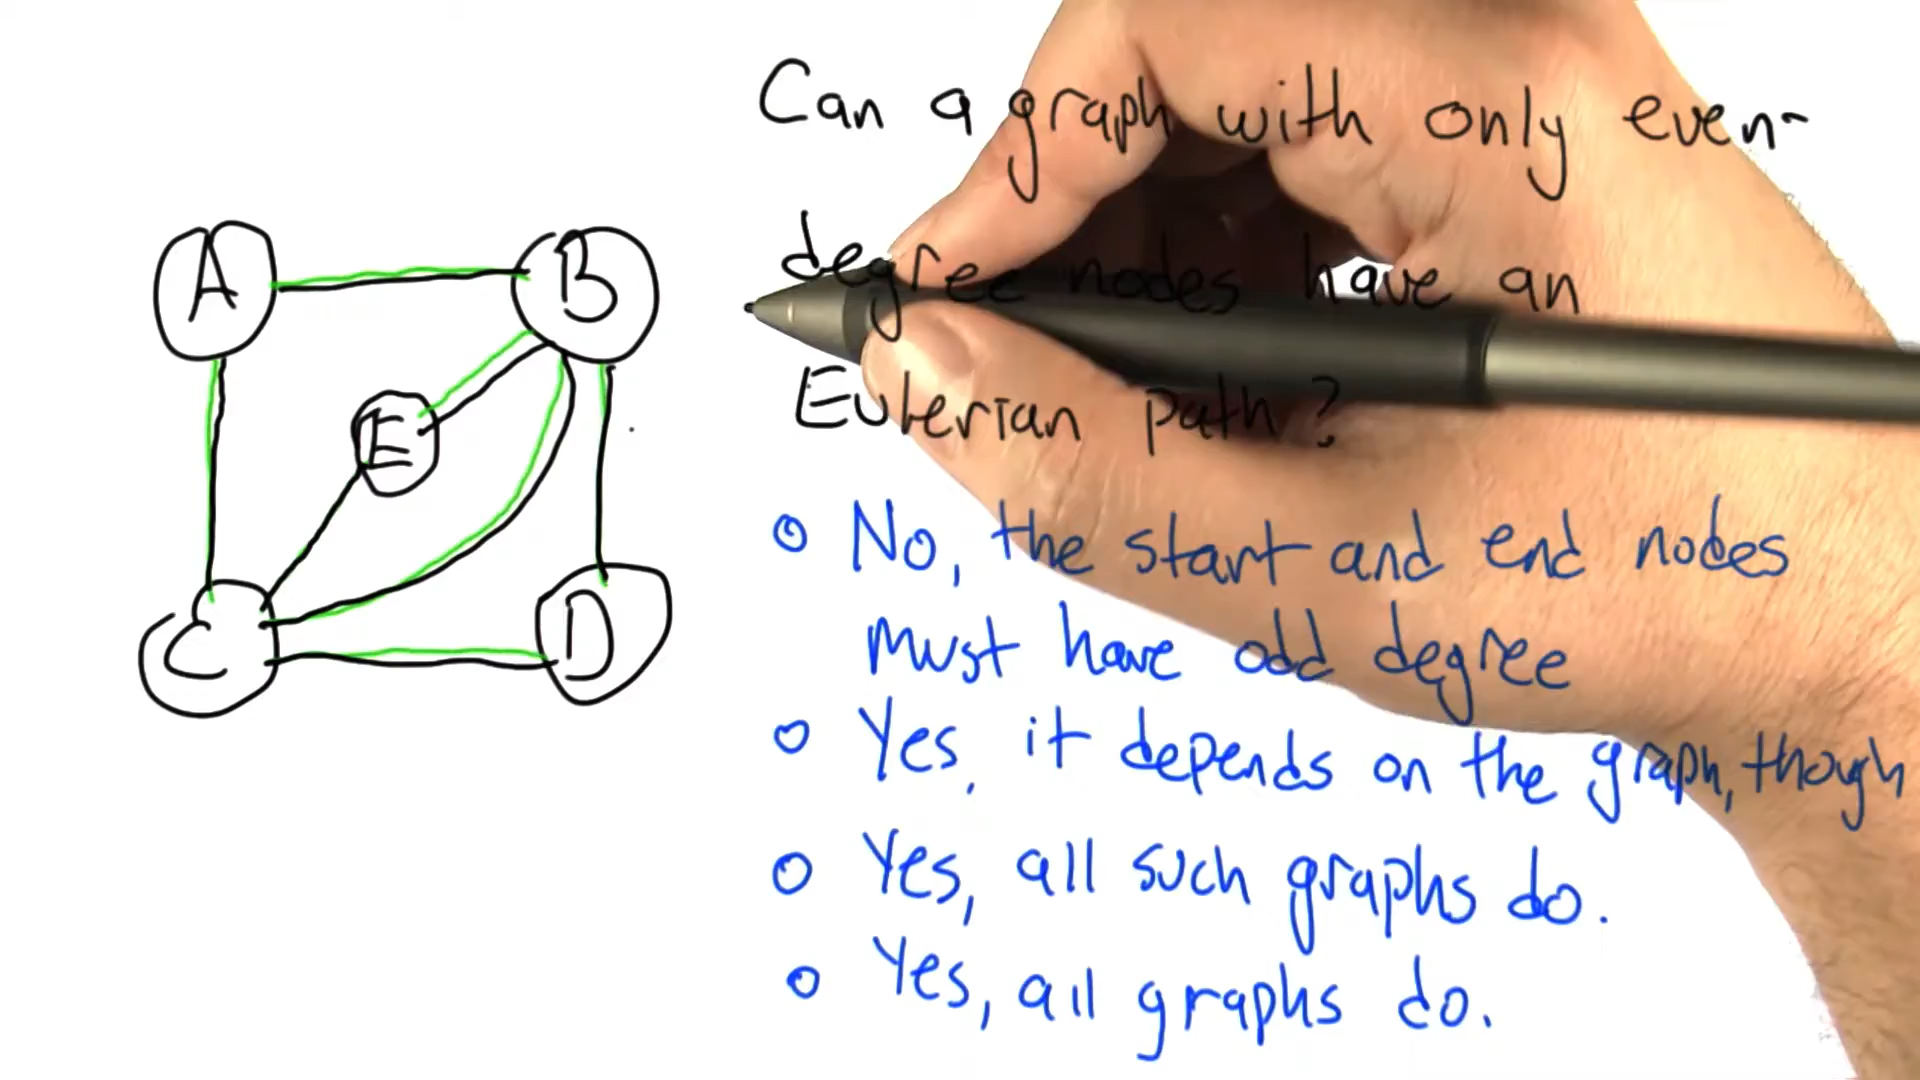 A
B
E
C
D
Can a graph with only even-
degree nodes have an
Eulerian path?
No, the start and end nodes
must have odd degree
Yes, it depends on the graph, though
Yes, all such graphs do.
Yes, all graphs do.